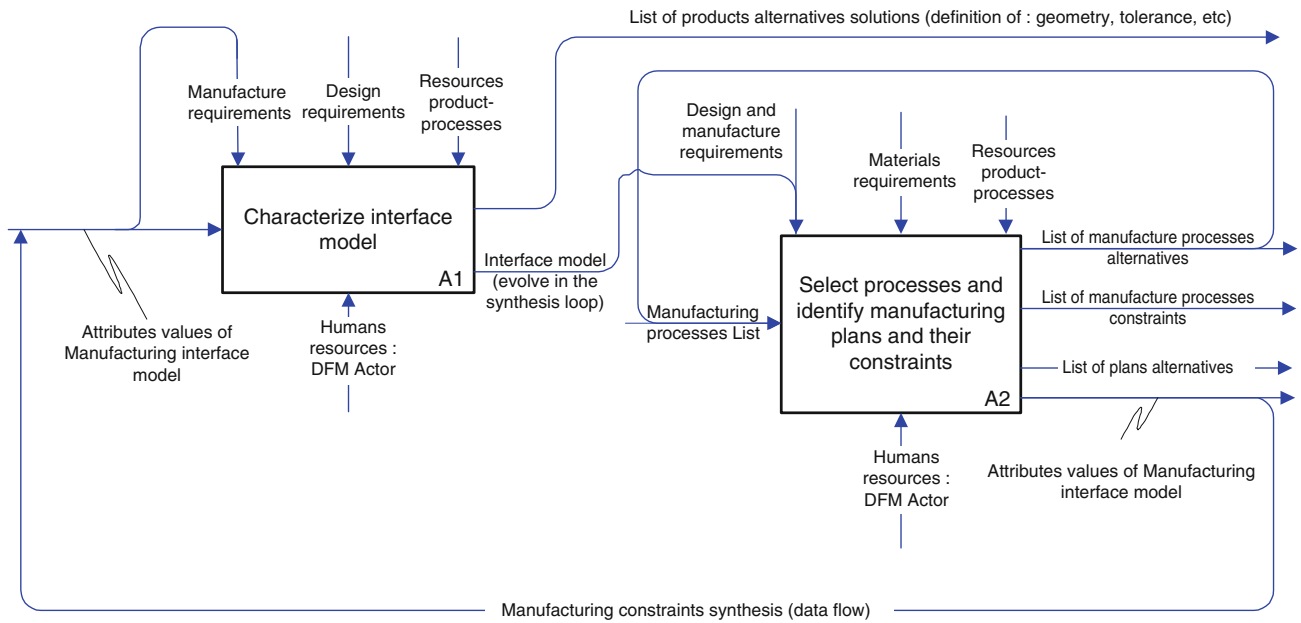 List of products alternatives solutions (definition of : geometry, tolerance, etc)
Manufacture
requirements
Design
requirements
Resources
product-
processes
Characterize interface
model
A1
Attributes values of
Manufacturing interface
model
Humans
resources :
DFM Actor
Interface model
(evolve in the
synthesis loop)
Design and
manufacture
requirements
Materials
requirements
Resources
product-
processes
Manufacturing
processes List
Select processes and
identify manufacturing
plans and their
constraints
A2
List of manufacture processes
alternatives
List of manufacture processes
constraints
List of plans alternatives
Humans
resources :
DFM Actor
Attributes values of Manufacturing
interface model
Manufacturing constraints synthesis (data flow)